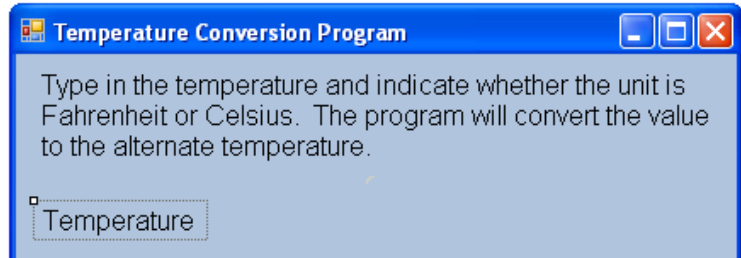 Temperature Conversion Program
Type in the temperature and indicate whether the unit is
Fahrenheit or Celsius.  The program will convert the value
to the alternate temperature.
Temperature